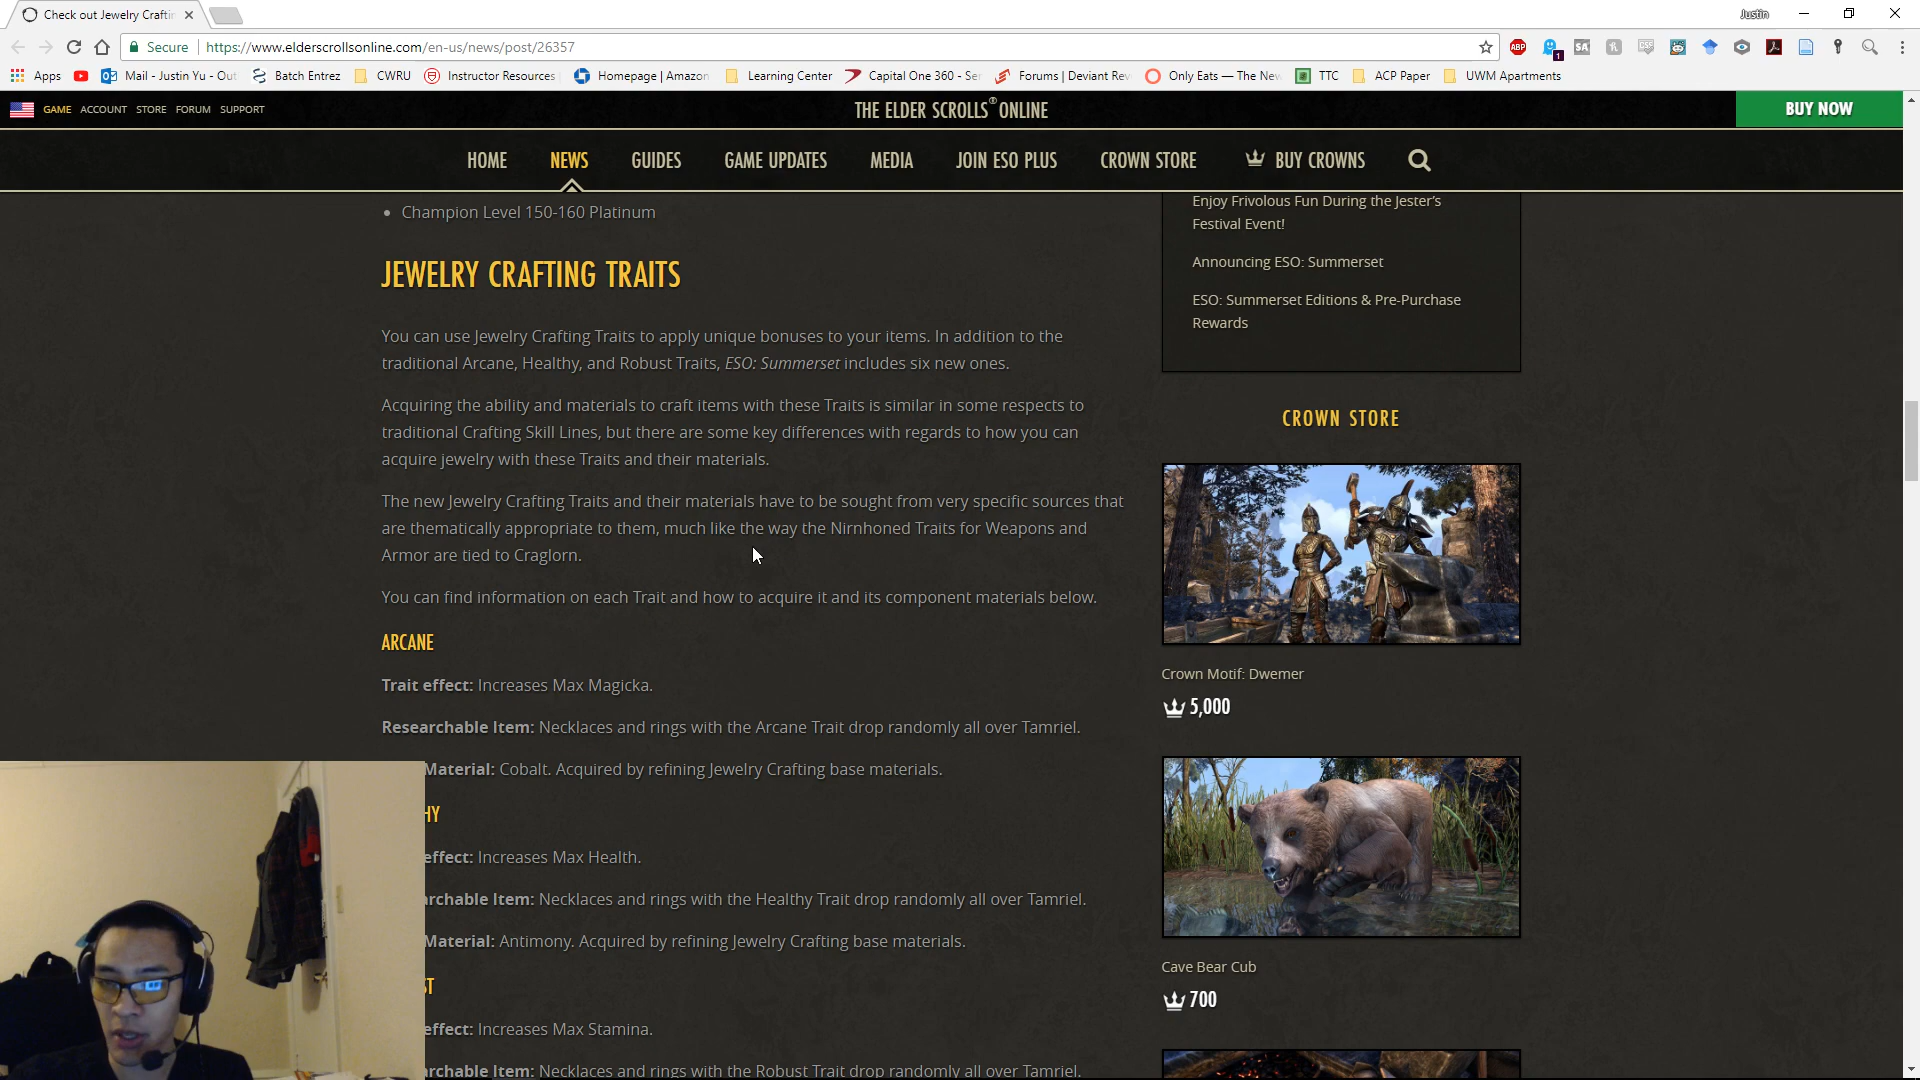 Check out Jewelry Craftin
Justin
Secure
https://www.elderscrollsonline.com/en-us/news/post/26357
Apps
Mail - Justin Yu - Out
Batch Entrez
CWRU
Instructor Resources
Homepage | Amazon
Learning Center
Capital One 360 - Ser
Forums | Deviant Rev
Only Eats — The New
TTC
ACP Paper
UWM Apartments
GAME ACCOUNT STORE FORUM SUPPORT
THE ELDER SCROLLS® ONLINE
BUY NOW
HOME NEWS GUIDES GAME UPDATES MEDIA JOIN ESO PLUS CROWN STORE BUY CROWNS
• Champion Level 150-160 Platinum
JEWELRY CRAFTING TRAITS
You can use Jewelry Crafting Traits to apply unique bonuses to your items. In addition to the
traditional Arcane, Healthy, and Robust Traits, ESO: Summerset includes six new ones.
Acquiring the ability and materials to craft items with these Traits is similar in some respects to
traditional Crafting Skill Lines, but there are some key differences with regards to how you can
acquire jewelry with these Traits and their materials.
The new Jewelry Crafting Traits and their materials have to be sought from very specific sources that
are thematically appropriate to them, much like the way the Nirnhoned Traits for Weapons and
Armor are tied to Craglorn.
You can find information on each Trait and how to acquire it and its component materials below.
ARCANE
Trait effect: Increases Max Magicka.
Researchable Item: Necklaces and rings with the Arcane Trait drop randomly all over Tamriel.
Material: Cobalt. Acquired by refining Jewelry Crafting base materials.
HY
effect: Increases Max Health.
archable Item: Necklaces and rings with the Healthy Trait drop randomly all over Tamriel.
Material: Antimony. Acquired by refining Jewelry Crafting base materials.
ST
effect: Increases Max Stamina.
archable Item: Necklaces and rings with the Robust Trait drop randomly all over Tamriel.
Enjoy Frivolous Fun During the Jester's
Festival Event!
Announcing ESO: Summerset
ESO: Summerset Editions & Pre-Purchase
Rewards
CROWN STORE
Crown Motif: Dwemer
5,000
Cave Bear Cub
700